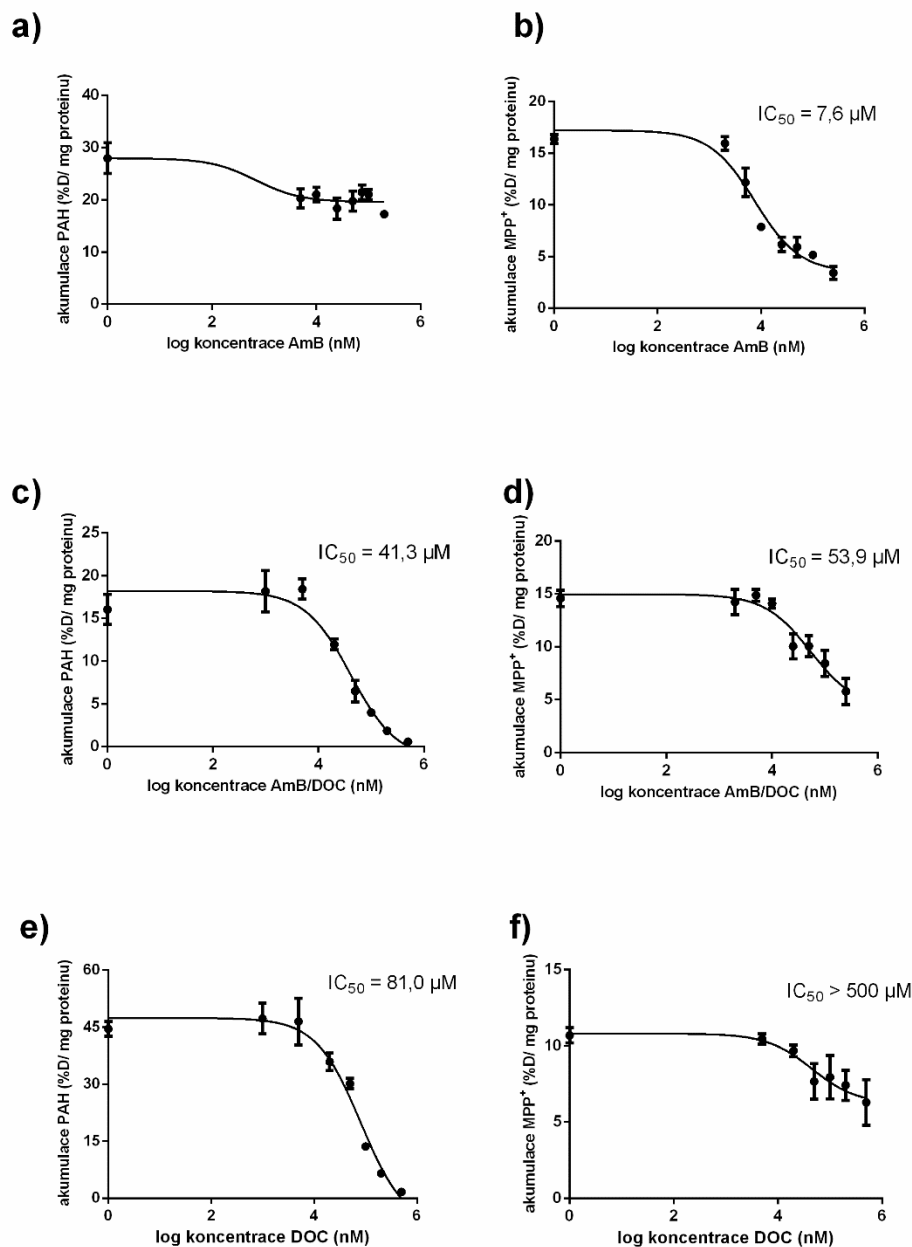 a)
akumulace PAH (%D/ mg proteinu)
40
30
20
10
0
0 2 4 6
log koncentrace AmB (nM)
b)
akumulace MPP⁺ (%D/ mg proteinu)
IC₅₀ = 7,6 µM
20
15
10
5
0
0 2 4 6
log koncentrace AmB (nM)
c)
akumulace PAH (%D/ mg proteinu)
IC₅₀ = 41,3 µM
25
20
15
10
5
0
0 2 4 6
log koncentrace AmB/DOC (nM)
d)
akumulace MPP⁺ (%D/ mg proteinu)
IC₅₀ = 53,9 µM
20
15
10
5
0
0 2 4 6
log koncentrace AmB/DOC (nM)
e)
akumulace PAH (%D/ mg proteinu)
IC₅₀ = 81,0 µM
60
45
30
15
0
0 2 4 6
log koncentrace DOC (nM)
f)
akumulace MPP⁺ (%D/ mg proteinu)
IC₅₀ > 500 µM
15
10
5
0
0 2 4 6
log koncentrace DOC (nM)